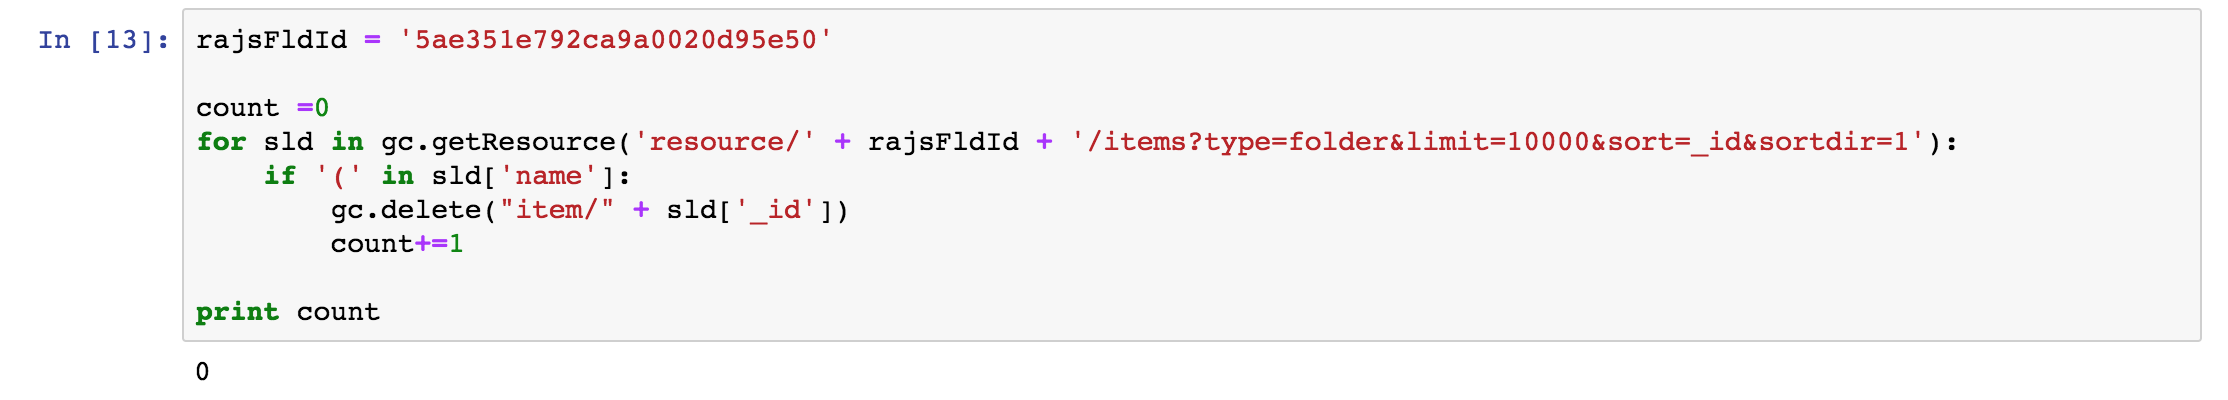 In [13]: rajsFldId = '5ae351e792ca9a0020d95e50'
count =0
for sld in gc.getResource('resource/' + rajsFldId + '/items?type=folder&limit=10000&sort=_id&sortdir=1'):
    if '(' in sld['name']:
        gc.delete("item/" + sld['_id'])
        count+=1
print count
0